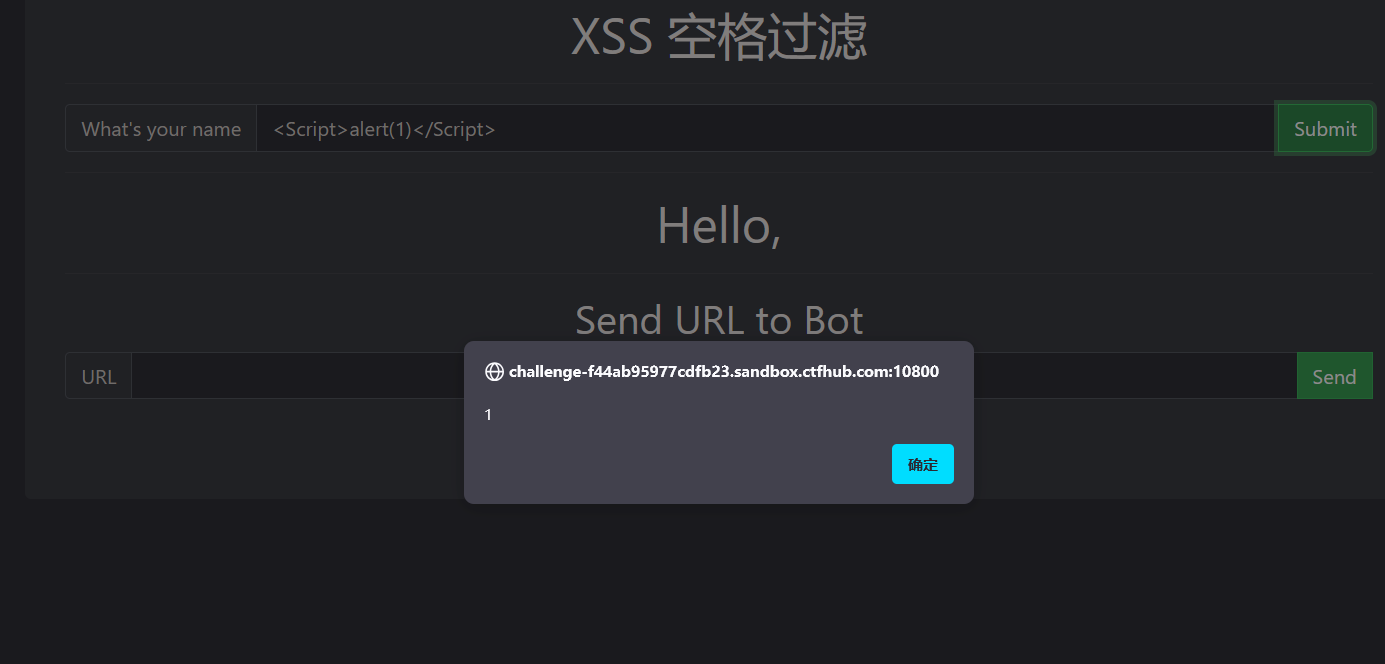 XSS 空格过滤
What's your name <Script>alert(1)</Script> Submit
Hello,
Send URL to Bot
URL Send
challenge-f44ab95977cdfb23.sandbox.ctfhub.com:10800
1
确定